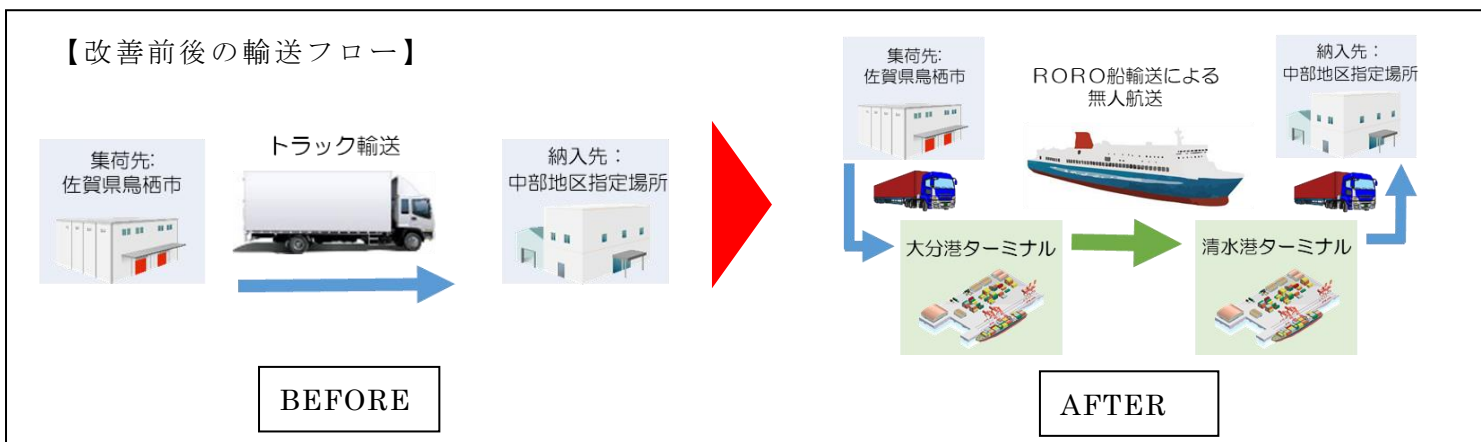 【改善前後の輸送フロー】
集荷先:
佐賀県鳥栖市
トラック輸送
納入先：
中部地区指定場所
BEFORE
集荷先:
佐賀県鳥栖市
RORO船輸送による
無人航送
納入先：
中部地区指定場所
大分港ターミナル
清水港ターミナル
AFTER